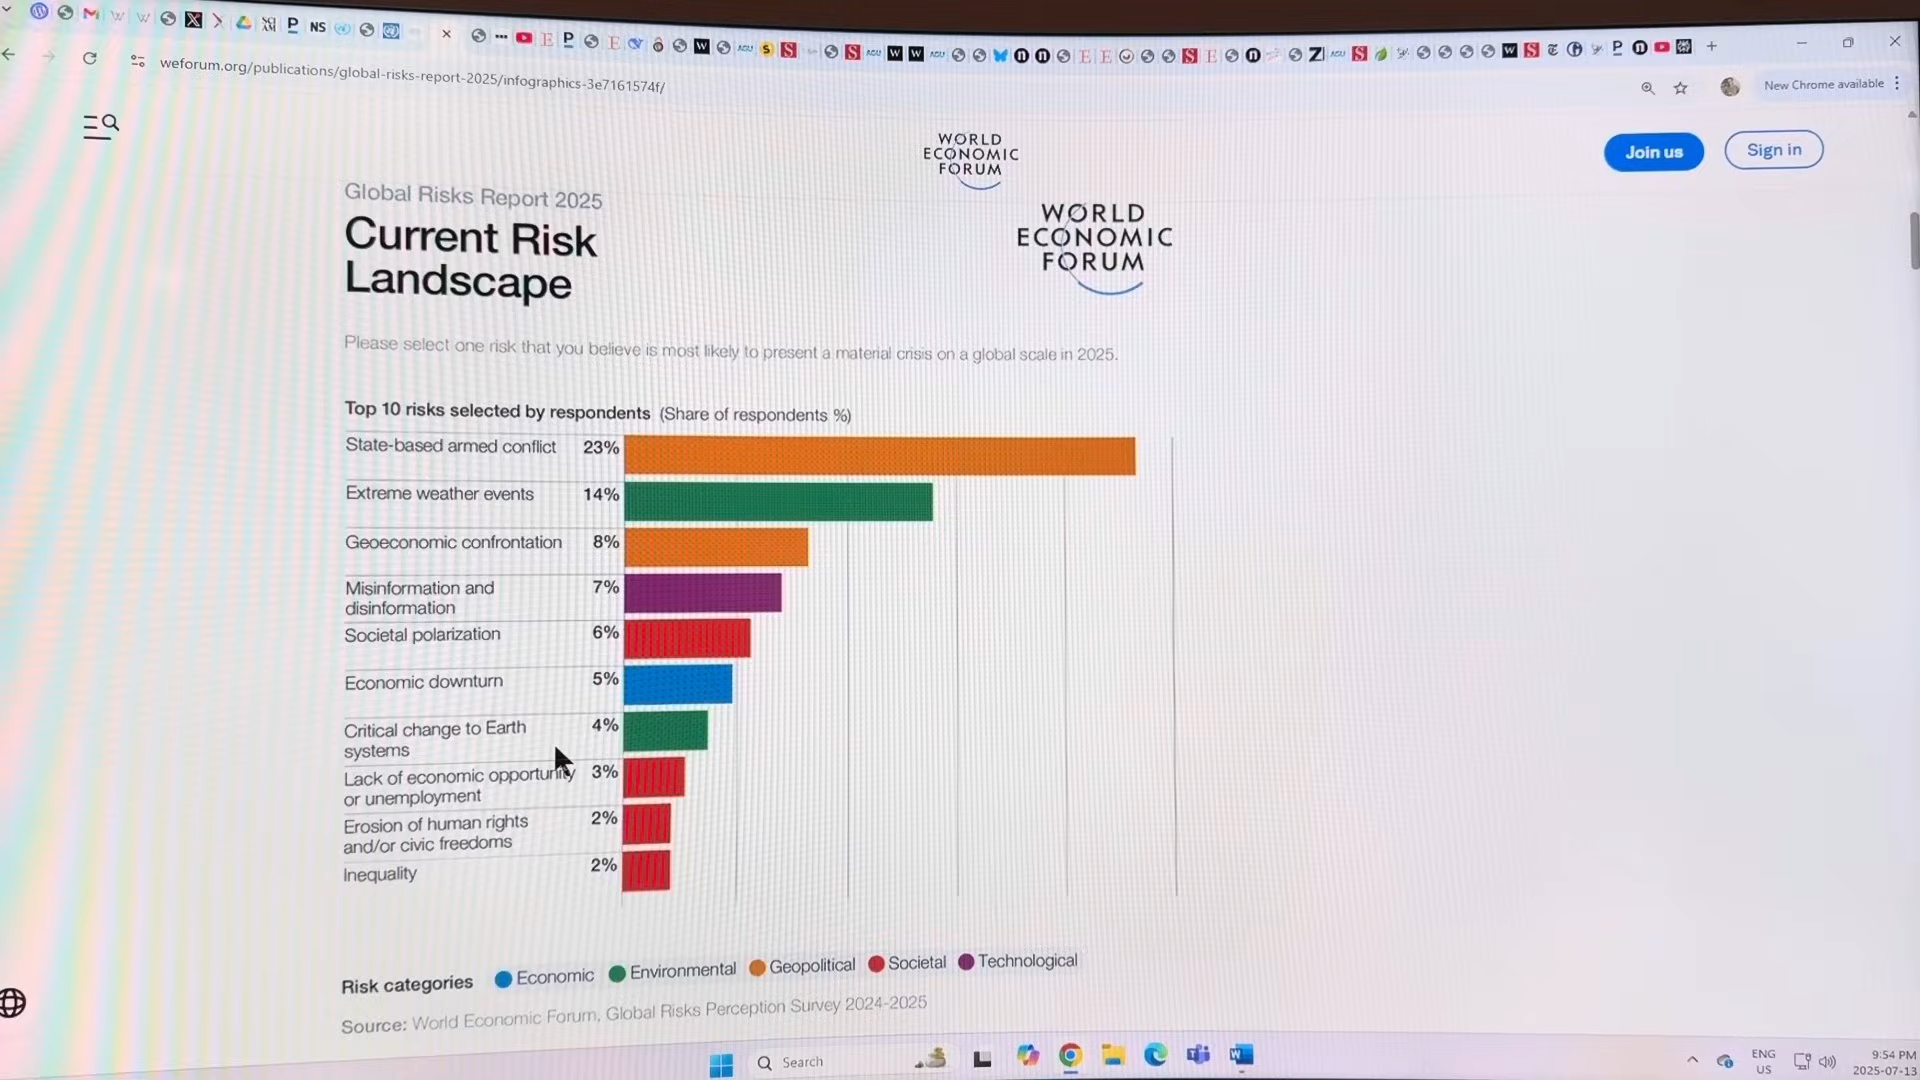 NS
weforum.org/publications/global-risks-report-2025/infographics-3e7161574f/
New Chrome available
WORLD
ECONOMIC
FORUM
Join us
Sign in
Global Risks Report 2025
Current Risk
Landscape
WORLD
ECONOMIC
FORUM
Please select one risk that you believe is most likely to present a material crisis on a global scale in 2025.
Top 10 risks selected by respondents (Share of respondents %)
State-based armed conflict 23%
Extreme weather events 14%
Geoeconomic confrontation 8%
Misinformation and 7%
disinformation
Societal polarization 6%
Economic downturn 5%
Critical change to Earth 4%
systems
Lack of economic opportunity 3%
or unemployment
Erosion of human rights 2%
and/or civic freedoms
Inequality 2%
Risk categories Economic Environmental Geopolitical Societal Technological
Source: World Economic Forum, Global Risks Perception Survey 2024-2025
Search
ENG
US
9:54 PM
2025-07-13